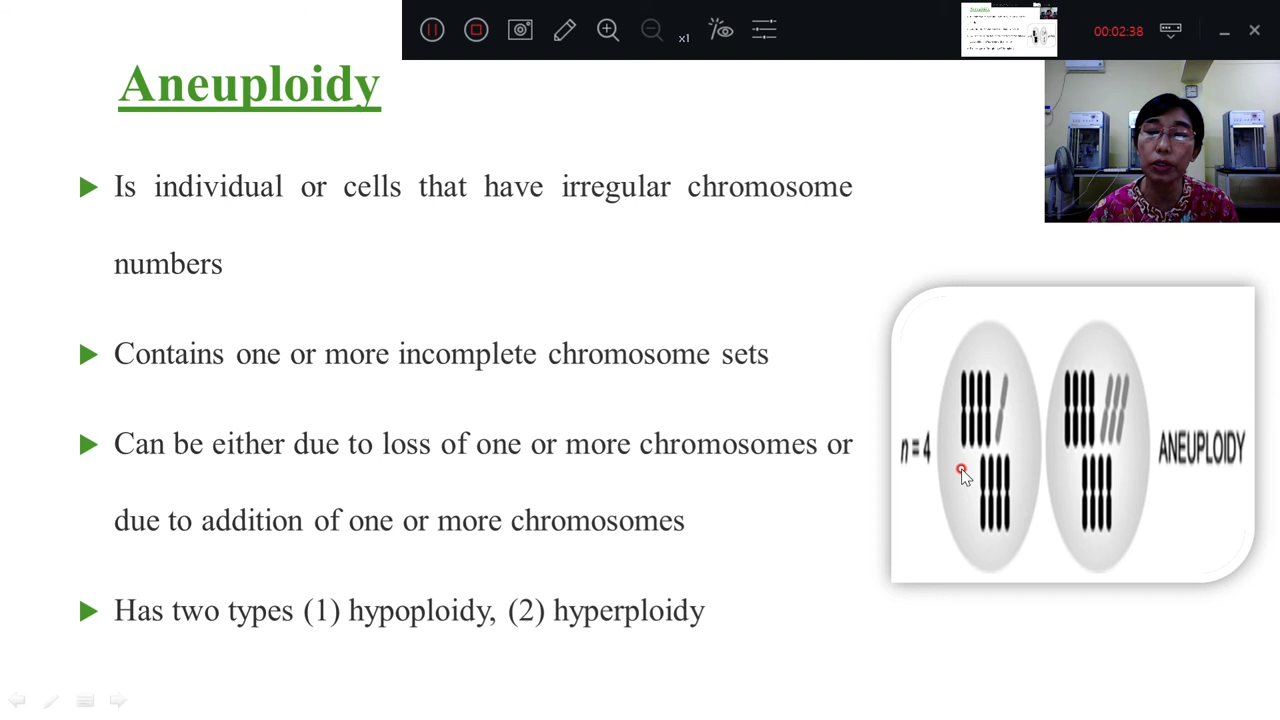 x1
00:02:38
Aneuploidy
Is individual or cells that have irregular chromosome
numbers
Contains one or more incomplete chromosome sets
Can be either due to loss of one or more chromosomes or
due to addition of one or more chromosomes
Has two types (1) hypoploidy, (2) hyperploidy
n = 4
ANEUPLOIDY